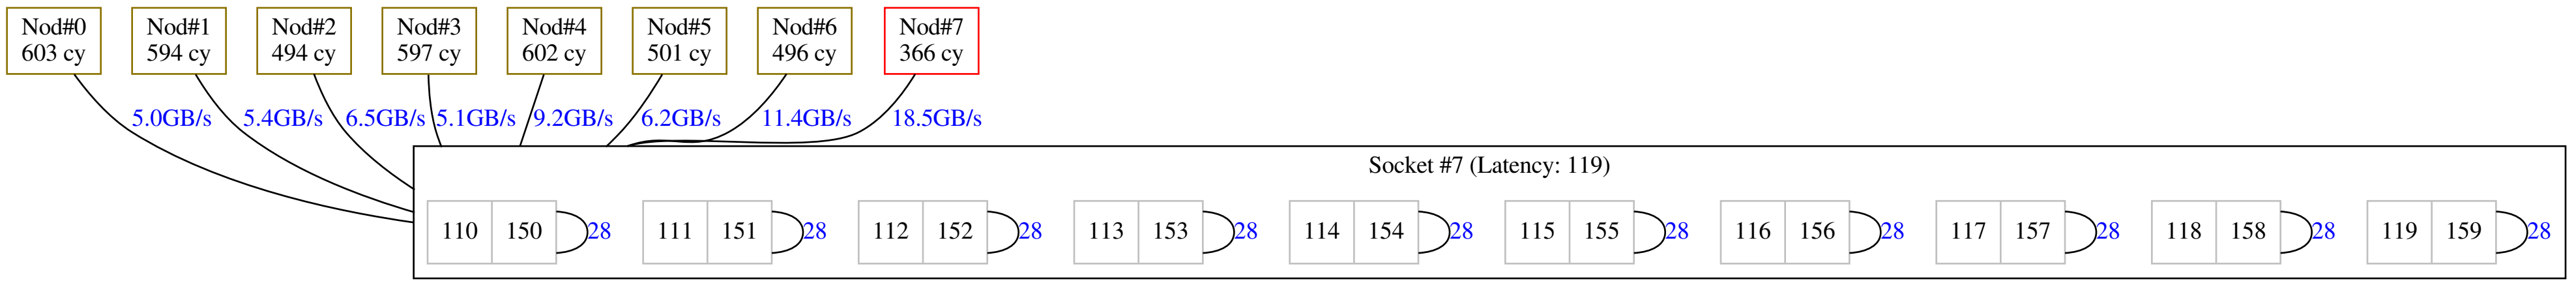 Nod#0
603 cy
Nod#1
594 cy
Nod#2
494 cy
Nod#3
597 cy
Nod#4
602 cy
Nod#5
501 cy
Nod#6
496 cy
Nod#7
366 cy
5.0GB/s
5.4GB/s
6.5GB/s
5.1GB/s
9.2GB/s
6.2GB/s
11.4GB/s
18.5GB/s
Socket #7 (Latency: 119)
110 150 28
111 151 28
112 152 28
113 153 28
114 154 28
115 155 28
116 156 28
117 157 28
118 158 28
119 159 28